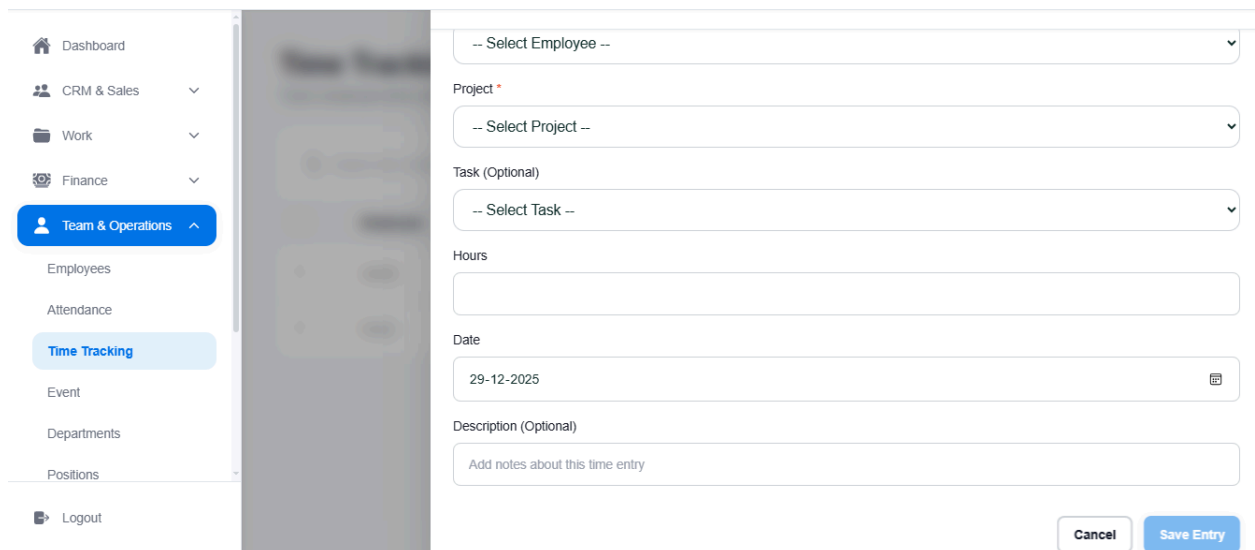 Dashboard
CRM & Sales
Work
Finance
Team & Operations
Employees
Attendance
Time Tracking
Event
Departments
Positions
Logout
-- Select Employee --
Project *
-- Select Project --
Task (Optional)
-- Select Task --
Hours
Date
29-12-2025
Description (Optional)
Add notes about this time entry
Cancel
Save Entry